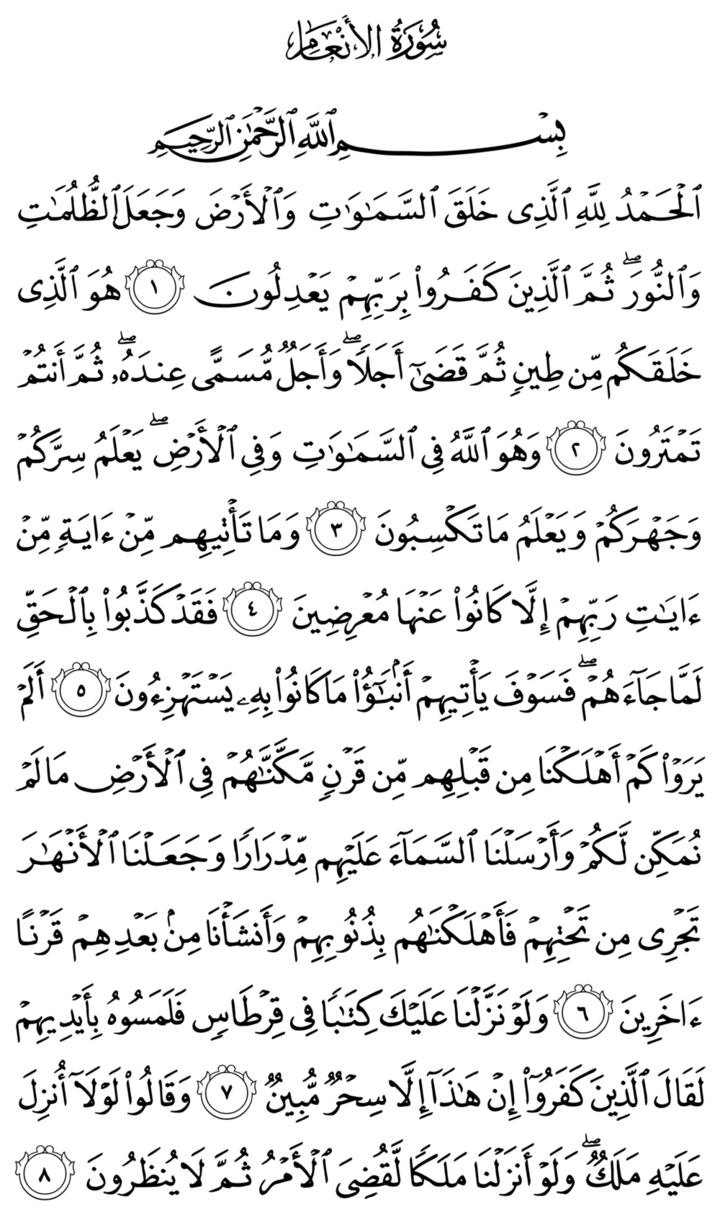 سُورَةُ الأَنْعَامِ
بِسْمِ اللَّهِ الرَّحْمَٰنِ الرَّحِيمِ
ٱلْحَمْدُ لِلَّهِ ٱلَّذِى خَلَقَ ٱلسَّمَٰوَٰتِ وَٱلْأَرْضَ وَجَعَلَ ٱلظُّلُمَٰتِ
وَٱلنُّورَ ۖ ثُمَّ ٱلَّذِينَ كَفَرُوا۟ بِرَبِّهِمْ يَعْدِلُونَ ١ هُوَ ٱلَّذِى
خَلَقَكُم مِّن طِينٍ ثُمَّ قَضَىٰٓ أَجَلًا ۖ وَأَجَلٌ مُّسَمًّى عِندَهُۥ ۖ ثُمَّ أَنتُمْ
تَمْتَرُونَ ٢ وَهُوَ ٱللَّهُ فِى ٱلسَّمَٰوَٰتِ وَفِى ٱلْأَرْضِ ۖ يَعْلَمُ سِرَّكُمْ
وَجَهْرَكُمْ وَيَعْلَمُ مَا تَكْسِبُونَ ٣ وَمَا تَأْتِيهِم مِّنْ ءَايَةٍ مِّنْ
ءَايَٰتِ رَبِّهِمْ إِلَّا كَانُوا۟ عَنْهَا مُعْرِضِينَ ٤ فَقَدْ كَذَّبُوا۟ بِٱلْحَقِّ
لَمَّا جَآءَهُمْ ۖ فَسَوْفَ يَأْتِيهِمْ أَنۢبَٰٓؤُا۟ مَا كَانُوا۟ بِهِۦ يَسْتَهْزِءُونَ ٥ أَلَمْ
يَرَوْا۟ كَمْ أَهْلَكْنَا مِن قَبْلِهِم مِّن قَرْنٍ مَّكَّنَّٰهُمْ فِى ٱلْأَرْضِ مَا لَمْ
نُمَكِّن لَّكُمْ وَأَرْسَلْنَا ٱلسَّمَآءَ عَلَيْهِم مِّدْرَارًا وَجَعَلْنَا ٱلْأَنْهَٰرَ
تَجْرِى مِن تَحْتِهِمْ فَأَهْلَكْنَٰهُم بِذُنُوبِهِمْ وَأَنشَأْنَا مِنۢ بَعْدِهِمْ قَرْنًا
ءَاخَرِينَ ٦ وَلَوْ نَزَّلْنَا عَلَيْكَ كِتَٰبًا فِى قِرْطَاسٍ فَلَمَسُوهُ بِأَيْدِيهِمْ
لَقَالَ ٱلَّذِينَ كَفَرُوٓا۟ إِنْ هَٰذَآ إِلَّا سِحْرٌ مُّبِينٌ ٧ وَقَالُوا۟ لَوْلَآ أُنزِلَ
عَلَيْهِ مَلَكٌ ۖ وَلَوْ أَنزَلْنَا مَلَكًا لَّقُضِىَ ٱلْأَمْرُ ثُمَّ لَا يُنظَرُونَ ٨